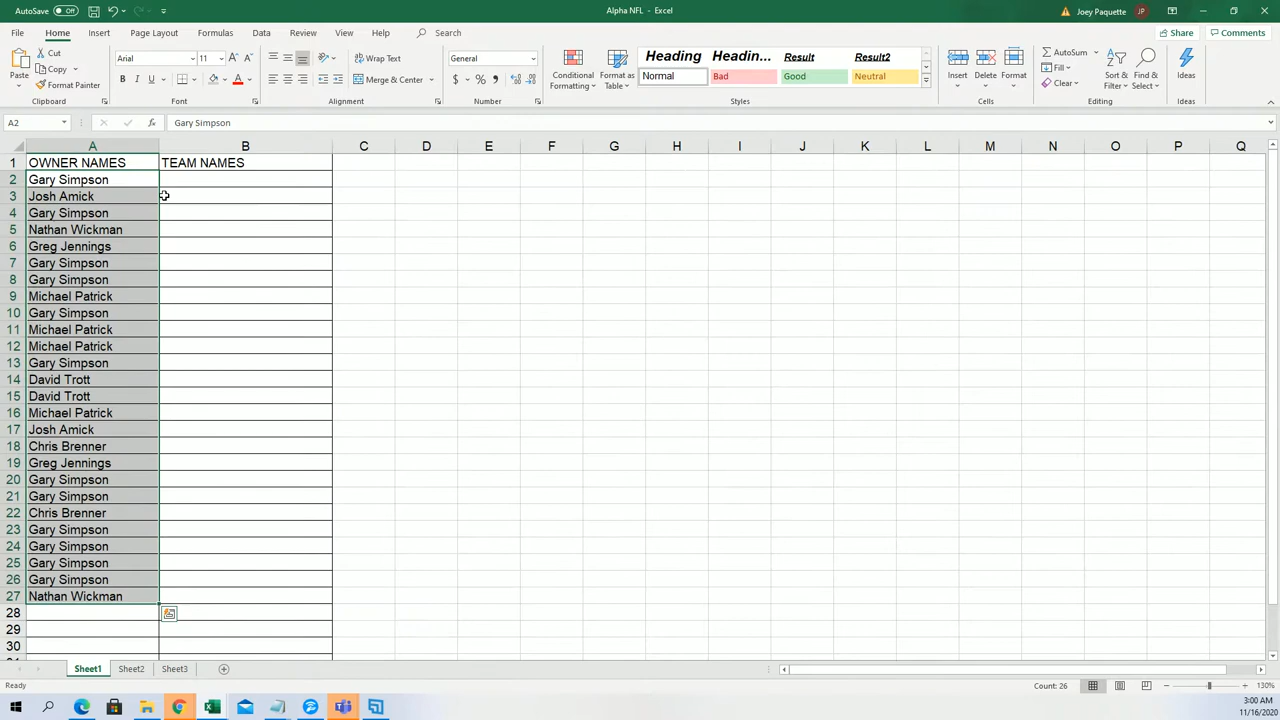 AutoSave Off
Alpha NFL - Excel
Joey Paquette JP
File Home Insert Page Layout Formulas Data Review View Help Search Share Comments
Paste Cut Copy Format Painter Clipboard
Arial 11 A A B I U A Font
Wrap Text Merge & Center Alignment
General $ % , Number
Conditional Formatting Format as Table
Heading Headin... Result Result2
Normal Bad Good Neutral
Styles
Insert Delete Format Cells
AutoSum Fill Clear Sort & Filter Find & Select Editing
Ideas Ideas
A2 fx Gary Simpson
A B C D E F G H I J K L M N O P Q
1 OWNER NAMES TEAM NAMES
2 Gary Simpson
3 Josh Amick
4 Gary Simpson
5 Nathan Wickman
6 Greg Jennings
7 Gary Simpson
8 Gary Simpson
9 Michael Patrick
10 Gary Simpson
11 Michael Patrick
12 Michael Patrick
13 Gary Simpson
14 David Trott
15 David Trott
16 Michael Patrick
17 Josh Amick
18 Chris Brenner
19 Greg Jennings
20 Gary Simpson
21 Gary Simpson
22 Chris Brenner
23 Gary Simpson
24 Gary Simpson
25 Gary Simpson
26 Gary Simpson
27 Nathan Wickman
28
29
30
Sheet1 Sheet2 Sheet3
Ready Count: 26 130%
3:00 AM
11/16/2020